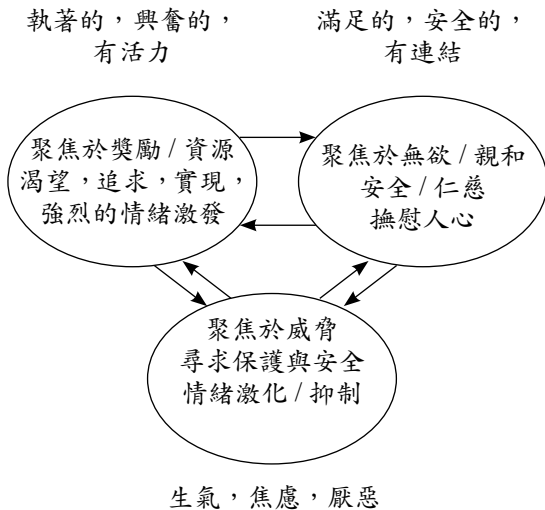 執著的，興奮的，
有活力
滿足的，安全的，
有連結
聚焦於獎勵 / 資源
渴望，追求，實現，
強烈的情緒激發
聚焦於無欲 / 親和
安全 / 仁慈
撫慰人心
聚焦於威脅
尋求保護與安全
情緒激化 / 抑制
生氣，焦慮，厭惡